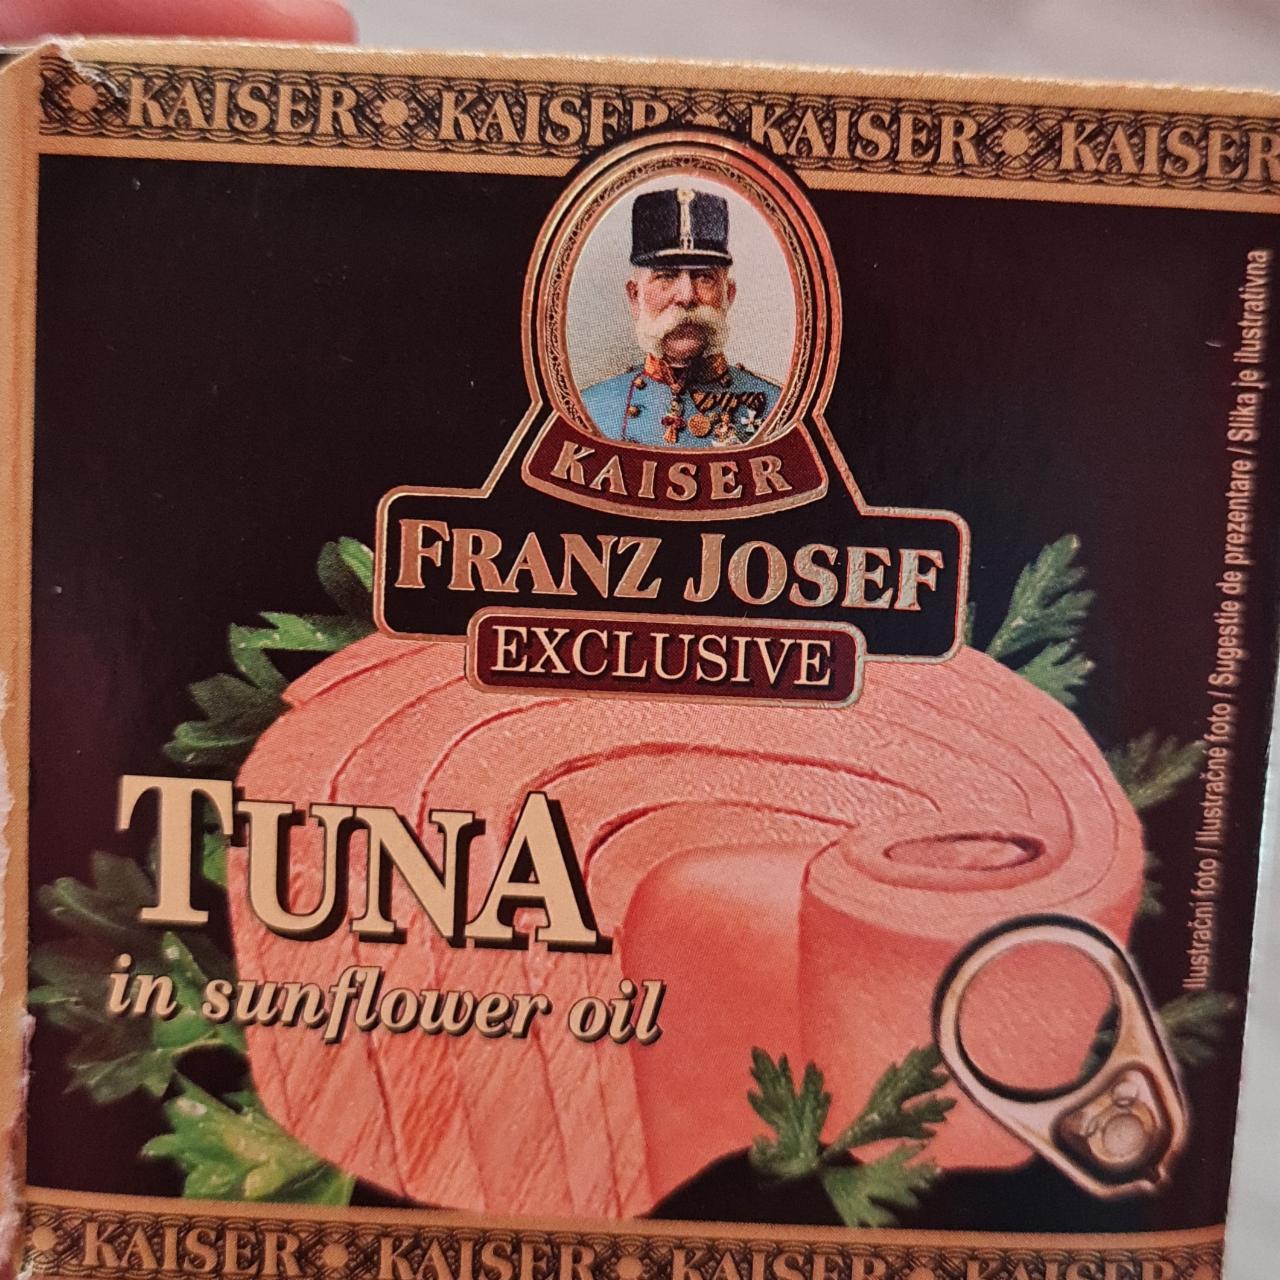 KAISER KAISER KAISER KAISER
KAISER
FRANZ JOSEF
EXCLUSIVE
TUNA
in sunflower oil
Ilustrační foto / Ilustračné foto / Sugestie de prezentare / Slika je ilustrativna
KAISER KAISER KAISER KAISER